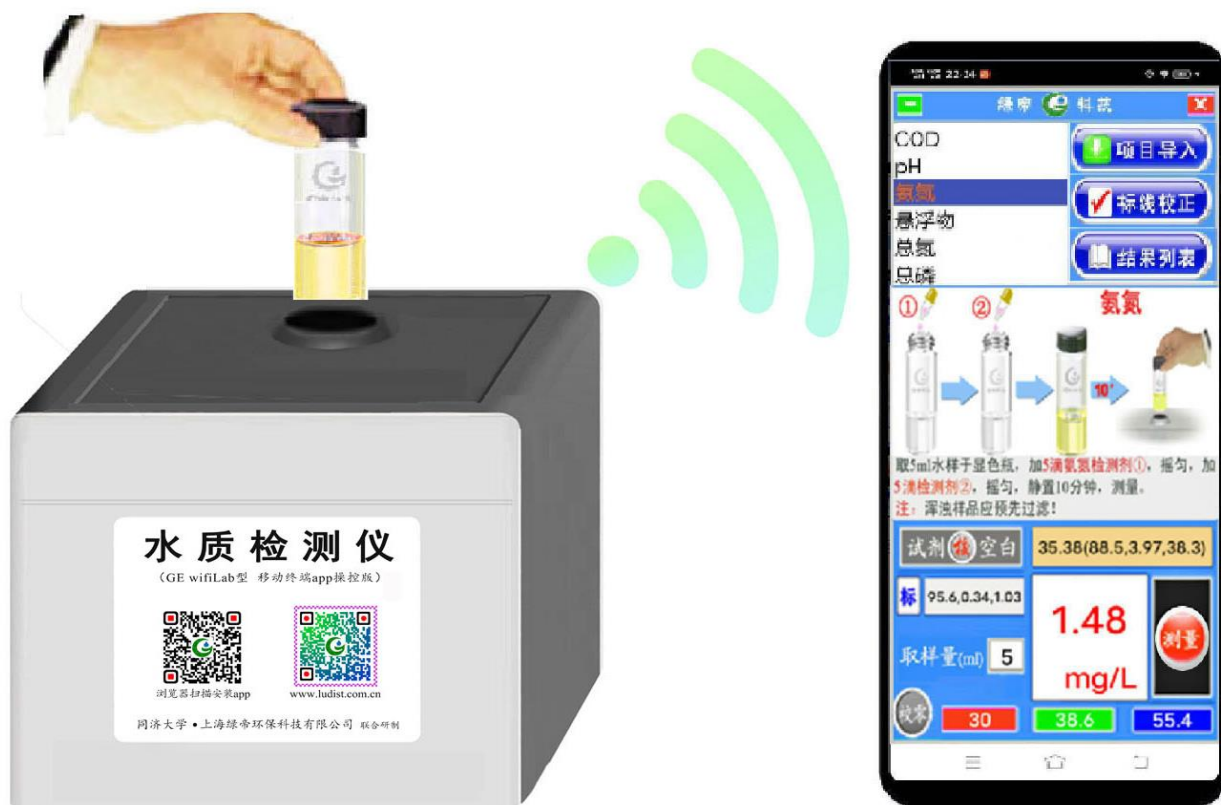 水质检测仪
(GE wifiLab型 移动终端app操控版)
浏览器扫描安装app
www.ludist.com.cn
同济大学•上海绿帝环保科技有限公司 联合研制
22:24
绿帝 科技
COD
pH
氨氮
悬浮物
总氮
总磷
项目导入
标线校正
结果列表
① ② 氨氮
10'
取5ml水样于显色瓶，加5滴氨氮检测剂①，摇匀，加
5滴检测剂②，摇匀，静置10分钟，测量。
注：浑浊样品应预先过滤！
试剂 空白 35.38(88.5,3.97,38.3)
标 95.6,0.34,1.03
1.48
mg/L
测量
取样量(ml) 5
校零 30 38.6 55.4